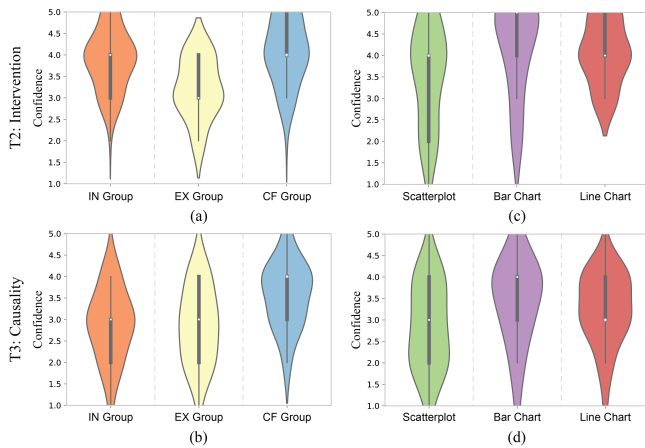 T2: Intervention
Confidence
5.0
4.5
4.0
3.5
3.0
2.5
2.0
1.5
1.0
IN Group EX Group CF Group
(a)
Confidence
5.0
4.5
4.0
3.5
3.0
2.5
2.0
1.5
1.0
Scatterplot Bar Chart Line Chart
(c)
T3: Causality
Confidence
5.0
4.5
4.0
3.5
3.0
2.5
2.0
1.5
1.0
IN Group EX Group CF Group
(b)
Confidence
5.0
4.5
4.0
3.5
3.0
2.5
2.0
1.5
1.0
Scatterplot Bar Chart Line Chart
(d)